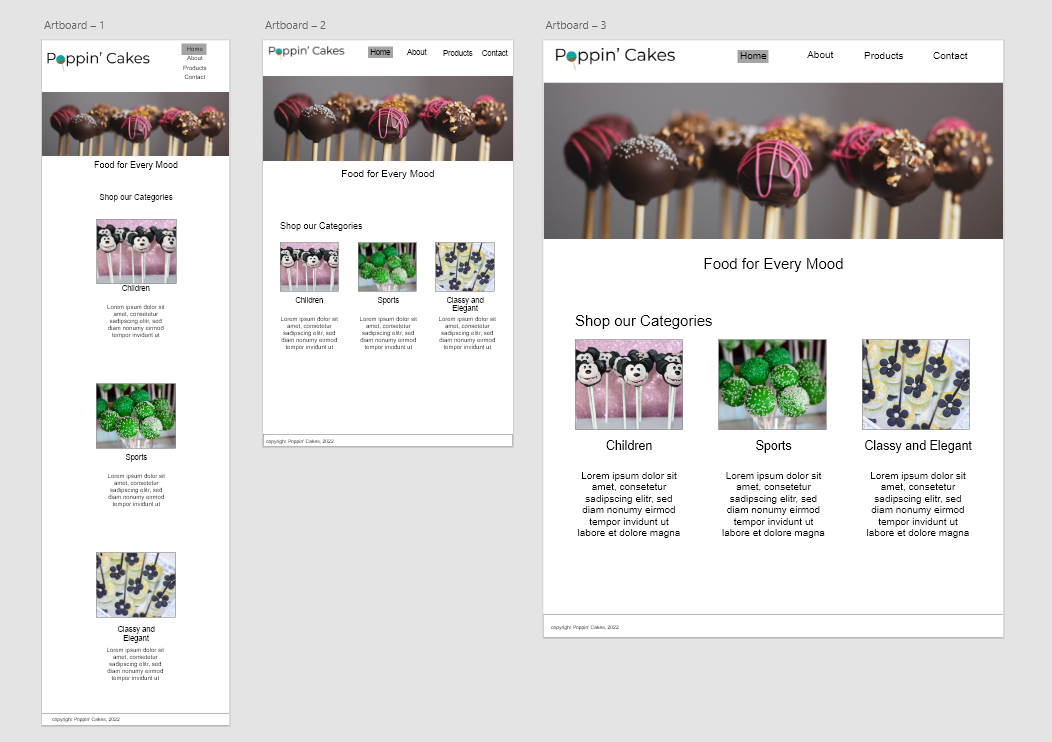 Artboard – 1
Poppin' Cakes
Home
About
Products
Contact
Food for Every Mood
Shop our Categories
Children
Lorem ipsum dolor sit
amet, consetetur
sadipscing elitr, sed
diam nonumy eirmod
tempor invidunt ut
Sports
Lorem ipsum dolor sit
amet, consetetur
sadipscing elitr, sed
diam nonumy eirmod
tempor invidunt ut
Classy and
Elegant
Lorem ipsum dolor sit
amet, consetetur
sadipscing elitr, sed
diam nonumy eirmod
tempor invidunt ut
copyright Poppin' Cakes, 2022
Artboard – 2
Poppin' Cakes
Home About Products Contact
Food for Every Mood
Shop our Categories
Children
Lorem ipsum dolor sit
amet, consetetur
sadipscing elitr, sed
diam nonumy eirmod
tempor invidunt ut
Sports
Lorem ipsum dolor sit
amet, consetetur
sadipscing elitr, sed
diam nonumy eirmod
tempor invidunt ut
Classy and
Elegant
Lorem ipsum dolor sit
amet, consetetur
sadipscing elitr, sed
diam nonumy eirmod
tempor invidunt ut
copyright Poppin' Cakes, 2022
Artboard – 3
Poppin' Cakes
Home About Products Contact
Food for Every Mood
Shop our Categories
Children
Lorem ipsum dolor sit
amet, consetetur
sadipscing elitr, sed
diam nonumy eirmod
tempor invidunt ut
labore et dolore magna
Sports
Lorem ipsum dolor sit
amet, consetetur
sadipscing elitr, sed
diam nonumy eirmod
tempor invidunt ut
labore et dolore magna
Classy and Elegant
Lorem ipsum dolor sit
amet, consetetur
sadipscing elitr, sed
diam nonumy eirmod
tempor invidunt ut
labore et dolore magna
copyright Poppin' Cakes, 2022